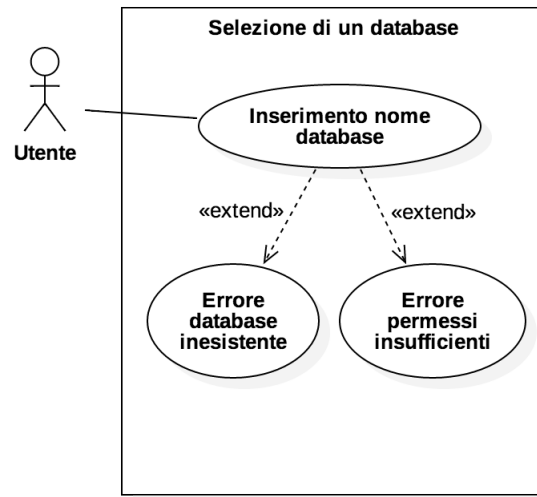 Selezione di un database
Utente
Inserimento nome
database
«extend»
«extend»
Errore
database
inesistente
Errore
permessi
insufficienti